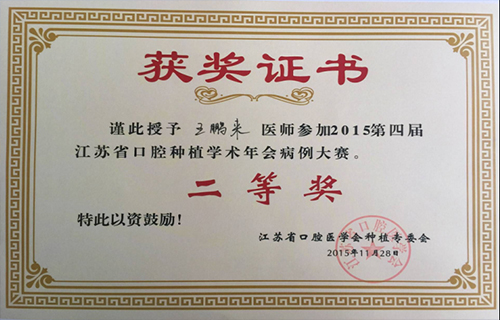 获奖证书
谨此授予 王鹏来 医师参加2015第四届
江苏省口腔种植学术年会病例大赛。
二等奖
特此以资鼓励！
江苏省口腔医学会种植专委会
2015年11月28日